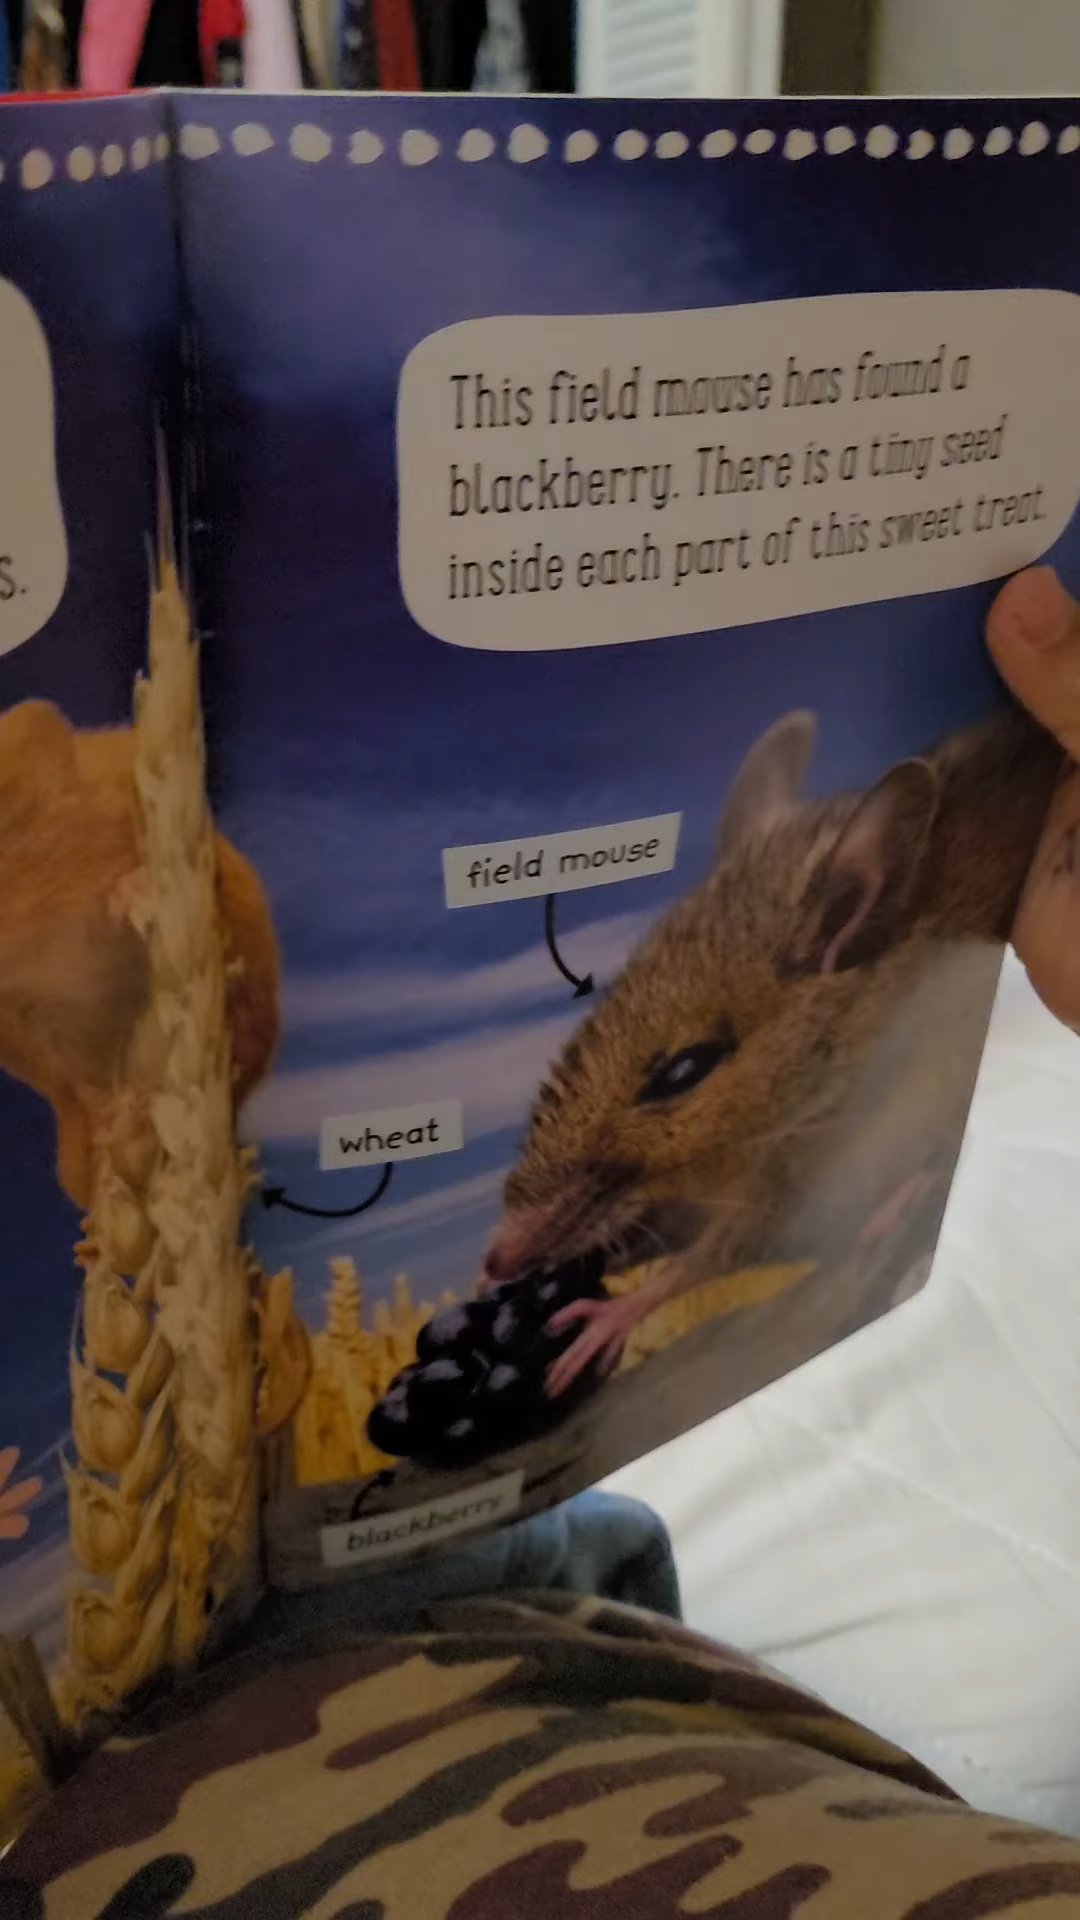 s.
This field mouse has found a
blackberry. There is a tiny seed
inside each part of this sweet treat.
field mouse
wheat
blackberry